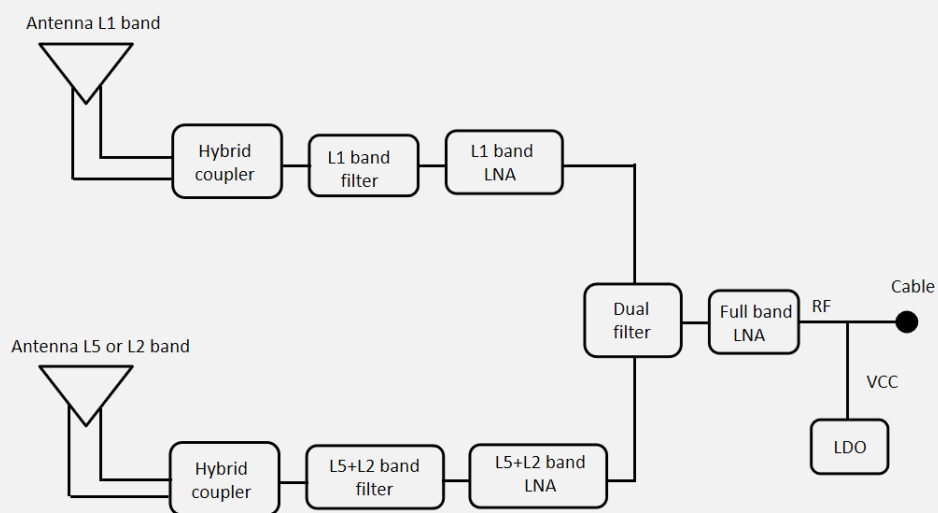 Antenna L1 band
Hybrid
coupler
L1 band
filter
L1 band
LNA
Dual
filter
Full band
LNA
RF
Cable
VCC
LDO
Antenna L5 or L2 band
Hybrid
coupler
L5+L2 band
filter
L5+L2 band
LNA